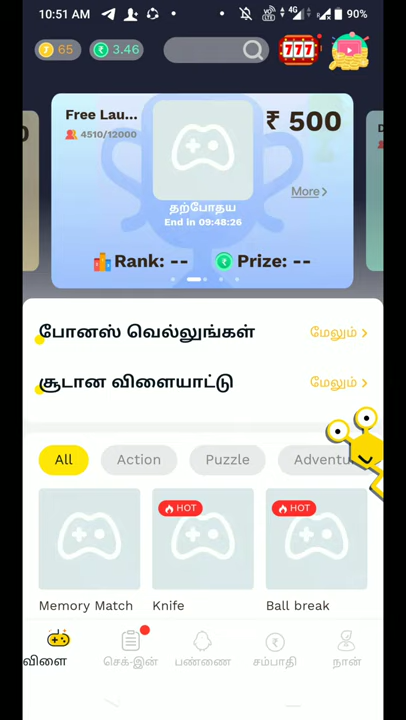 10:51 AM
90%
65
3.46
777
Free Lau...
4510/12000
₹ 500
More >
தற்போதய
End in 09:48:26
Rank: --
Prize: --
போனஸ் வெல்லுங்கள்
மேலும் >
சூடான விளையாட்டு
மேலும் >
All
Action
Puzzle
Adventu
HOT
HOT
Memory Match
Knife
Ball break
விளை
செக்-இன்
பண்ணை
சம்பாதி
நான்